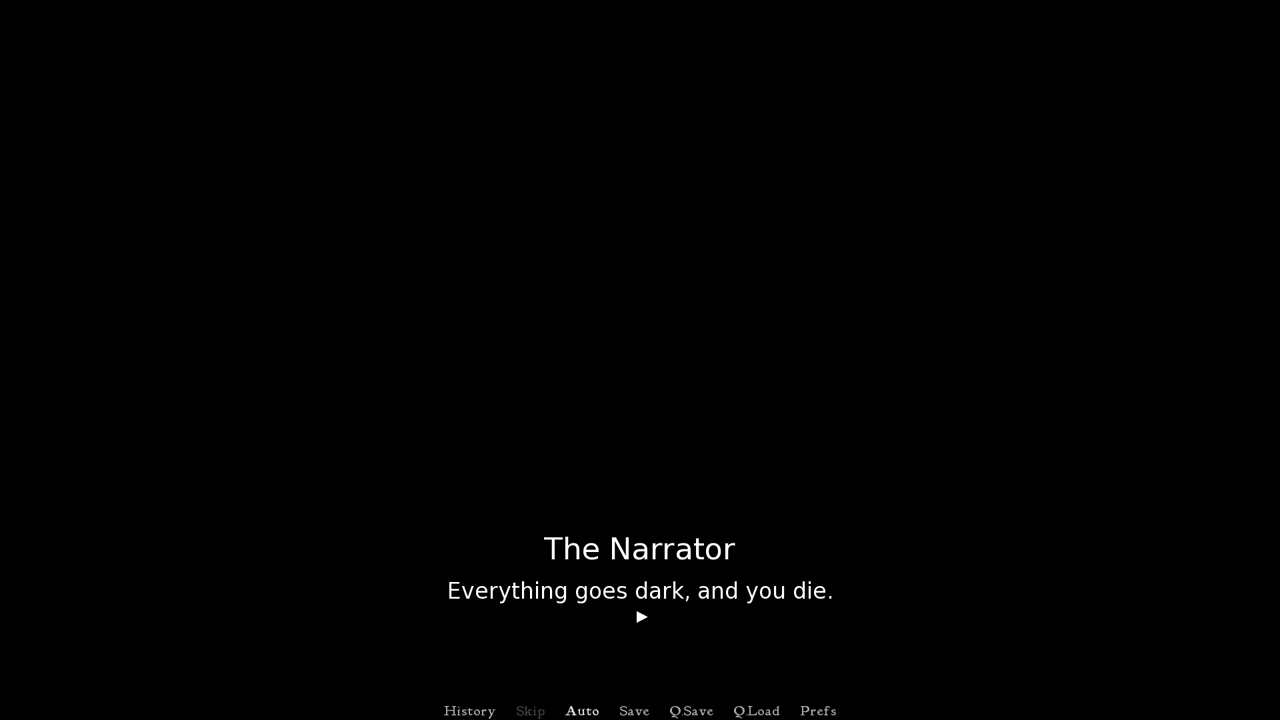 The Narrator
Everything goes dark, and you die.
History Skip Auto Save Q.Save Q.Load Prefs